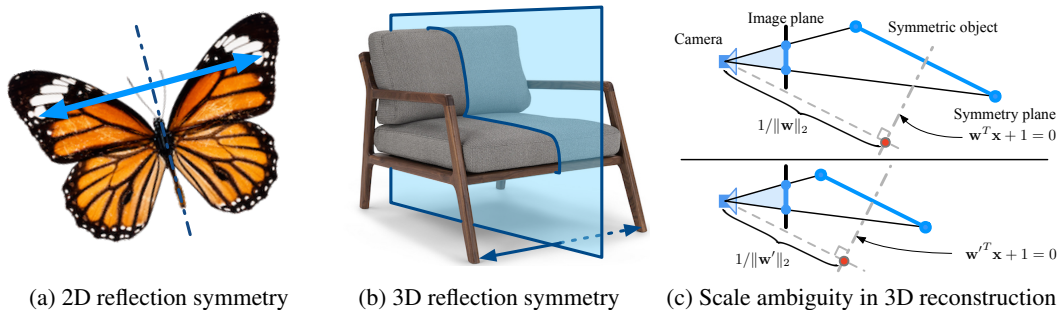 Image plane
Camera
Symmetric object
Symmetry plane
1/‖w‖₂
wᵀx + 1 = 0
1/‖w′‖₂
w′ᵀx + 1 = 0
(a) 2D reflection symmetry
(b) 3D reflection symmetry
(c) Scale ambiguity in 3D reconstruction